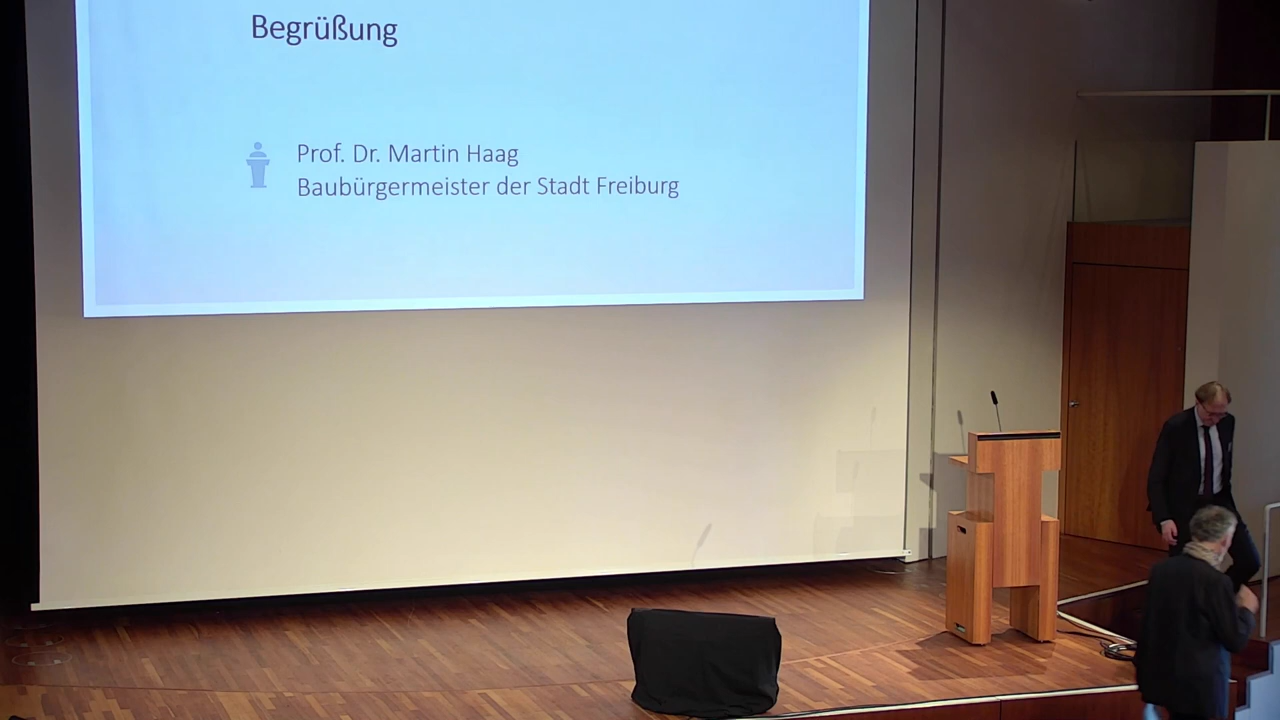 Begrüßung
Prof. Dr. Martin Haag
Baubürgermeister der Stadt Freiburg